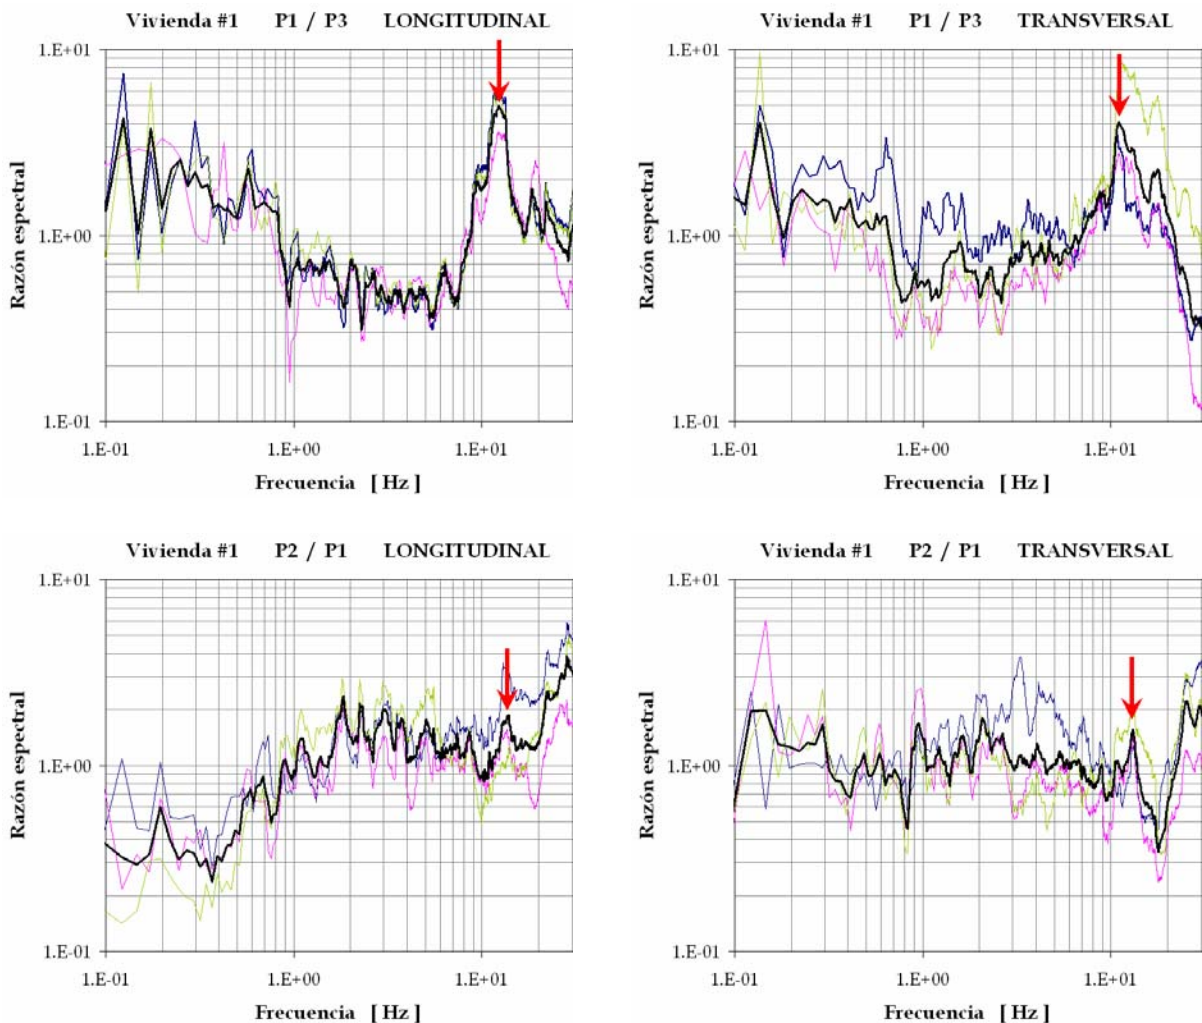 Vivienda #1 P1 / P3 LONGITUDINAL
1.E+01
1.E+00
1.E-01
Razón espectral
1.E-01 1.E+00 1.E+01
Frecuencia [ Hz ]
Vivienda #1 P1 / P3 TRANSVERSAL
1.E+01
1.E+00
1.E-01
Razón espectral
1.E-01 1.E+00 1.E+01
Frecuencia [ Hz ]
Vivienda #1 P2 / P1 LONGITUDINAL
1.E+01
1.E+00
1.E-01
Razón espectral
1.E-01 1.E+00 1.E+01
Frecuencia [ Hz ]
Vivienda #1 P2 / P1 TRANSVERSAL
1.E+01
1.E+00
1.E-01
Razón espectral
1.E-01 1.E+00 1.E+01
Frecuencia [ Hz ]